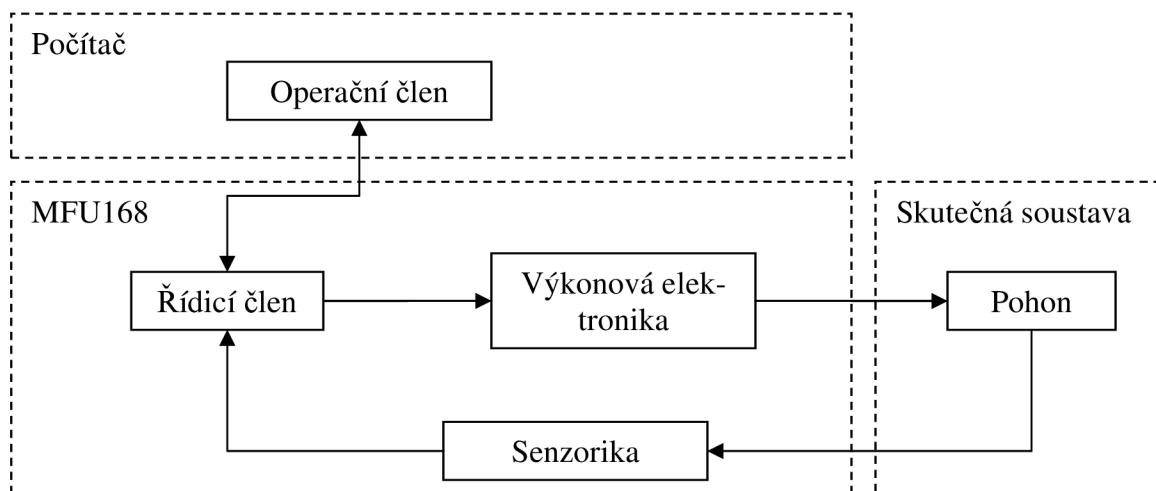 Počítač
Operační člen
MFU168
Skutečná soustava
Řídicí člen
Výkonová elek-
tronika
Pohon
Senzorika